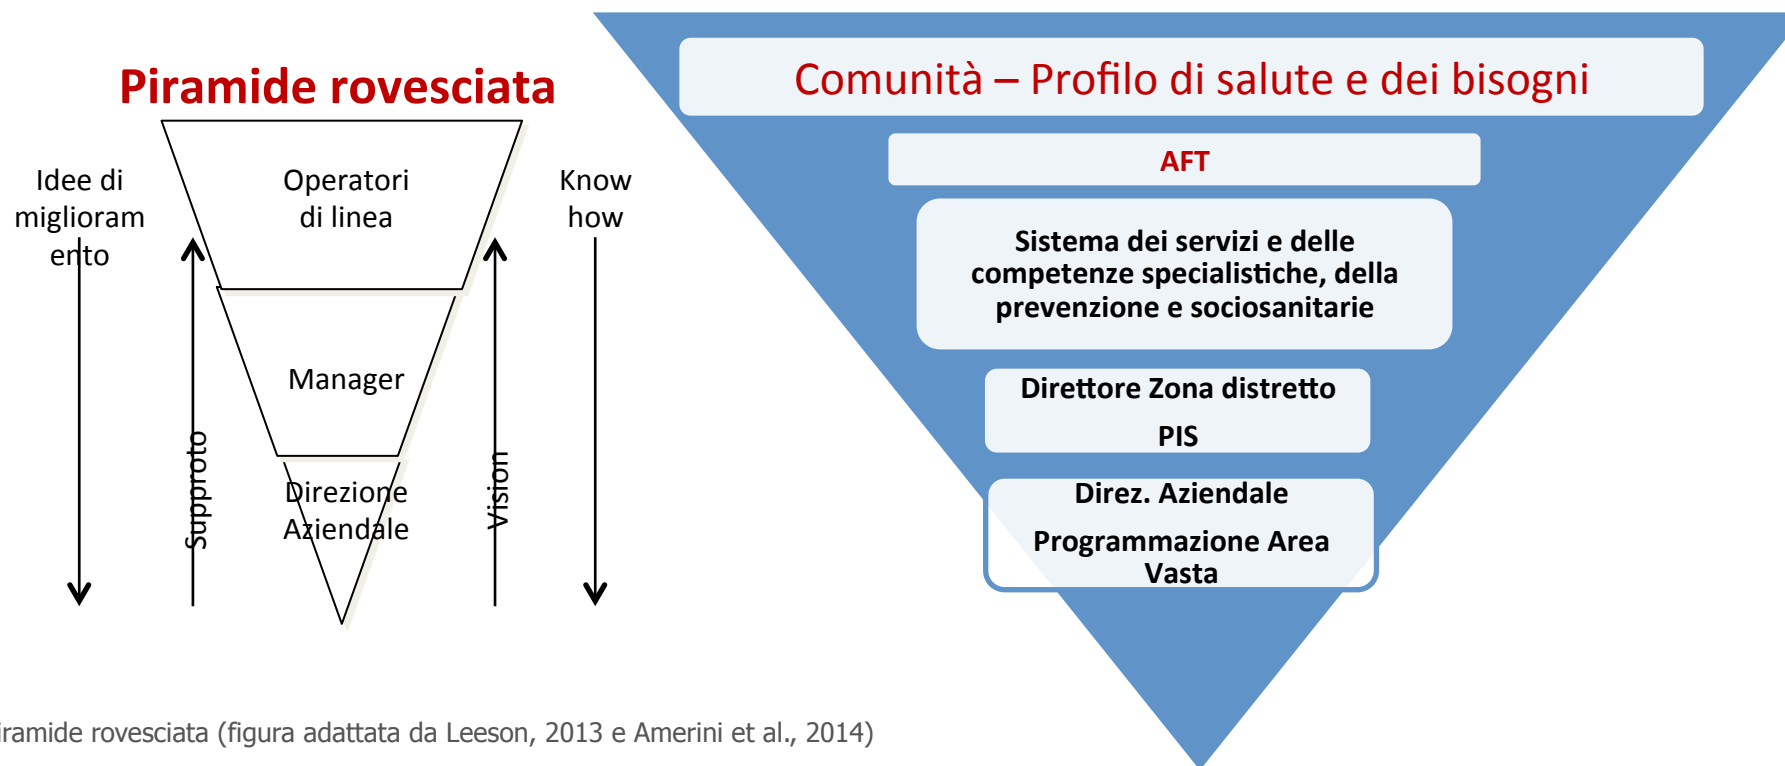 Piramide rovesciata
Idee di
miglioram
ento
Operatori
di linea
Know
how
Manager
Supproto
Vision
Direzione
Aziendale
Comunità – Profilo di salute e dei bisogni
AFT
Sistema dei servizi e delle
competenze specialistiche, della
prevenzione e sociosanitarie
Direttore Zona distretto
PIS
Direz. Aziendale
Programmazione Area
Vasta
iramide rovesciata (figura adattata da Leeson, 2013 e Amerini et al., 2014)